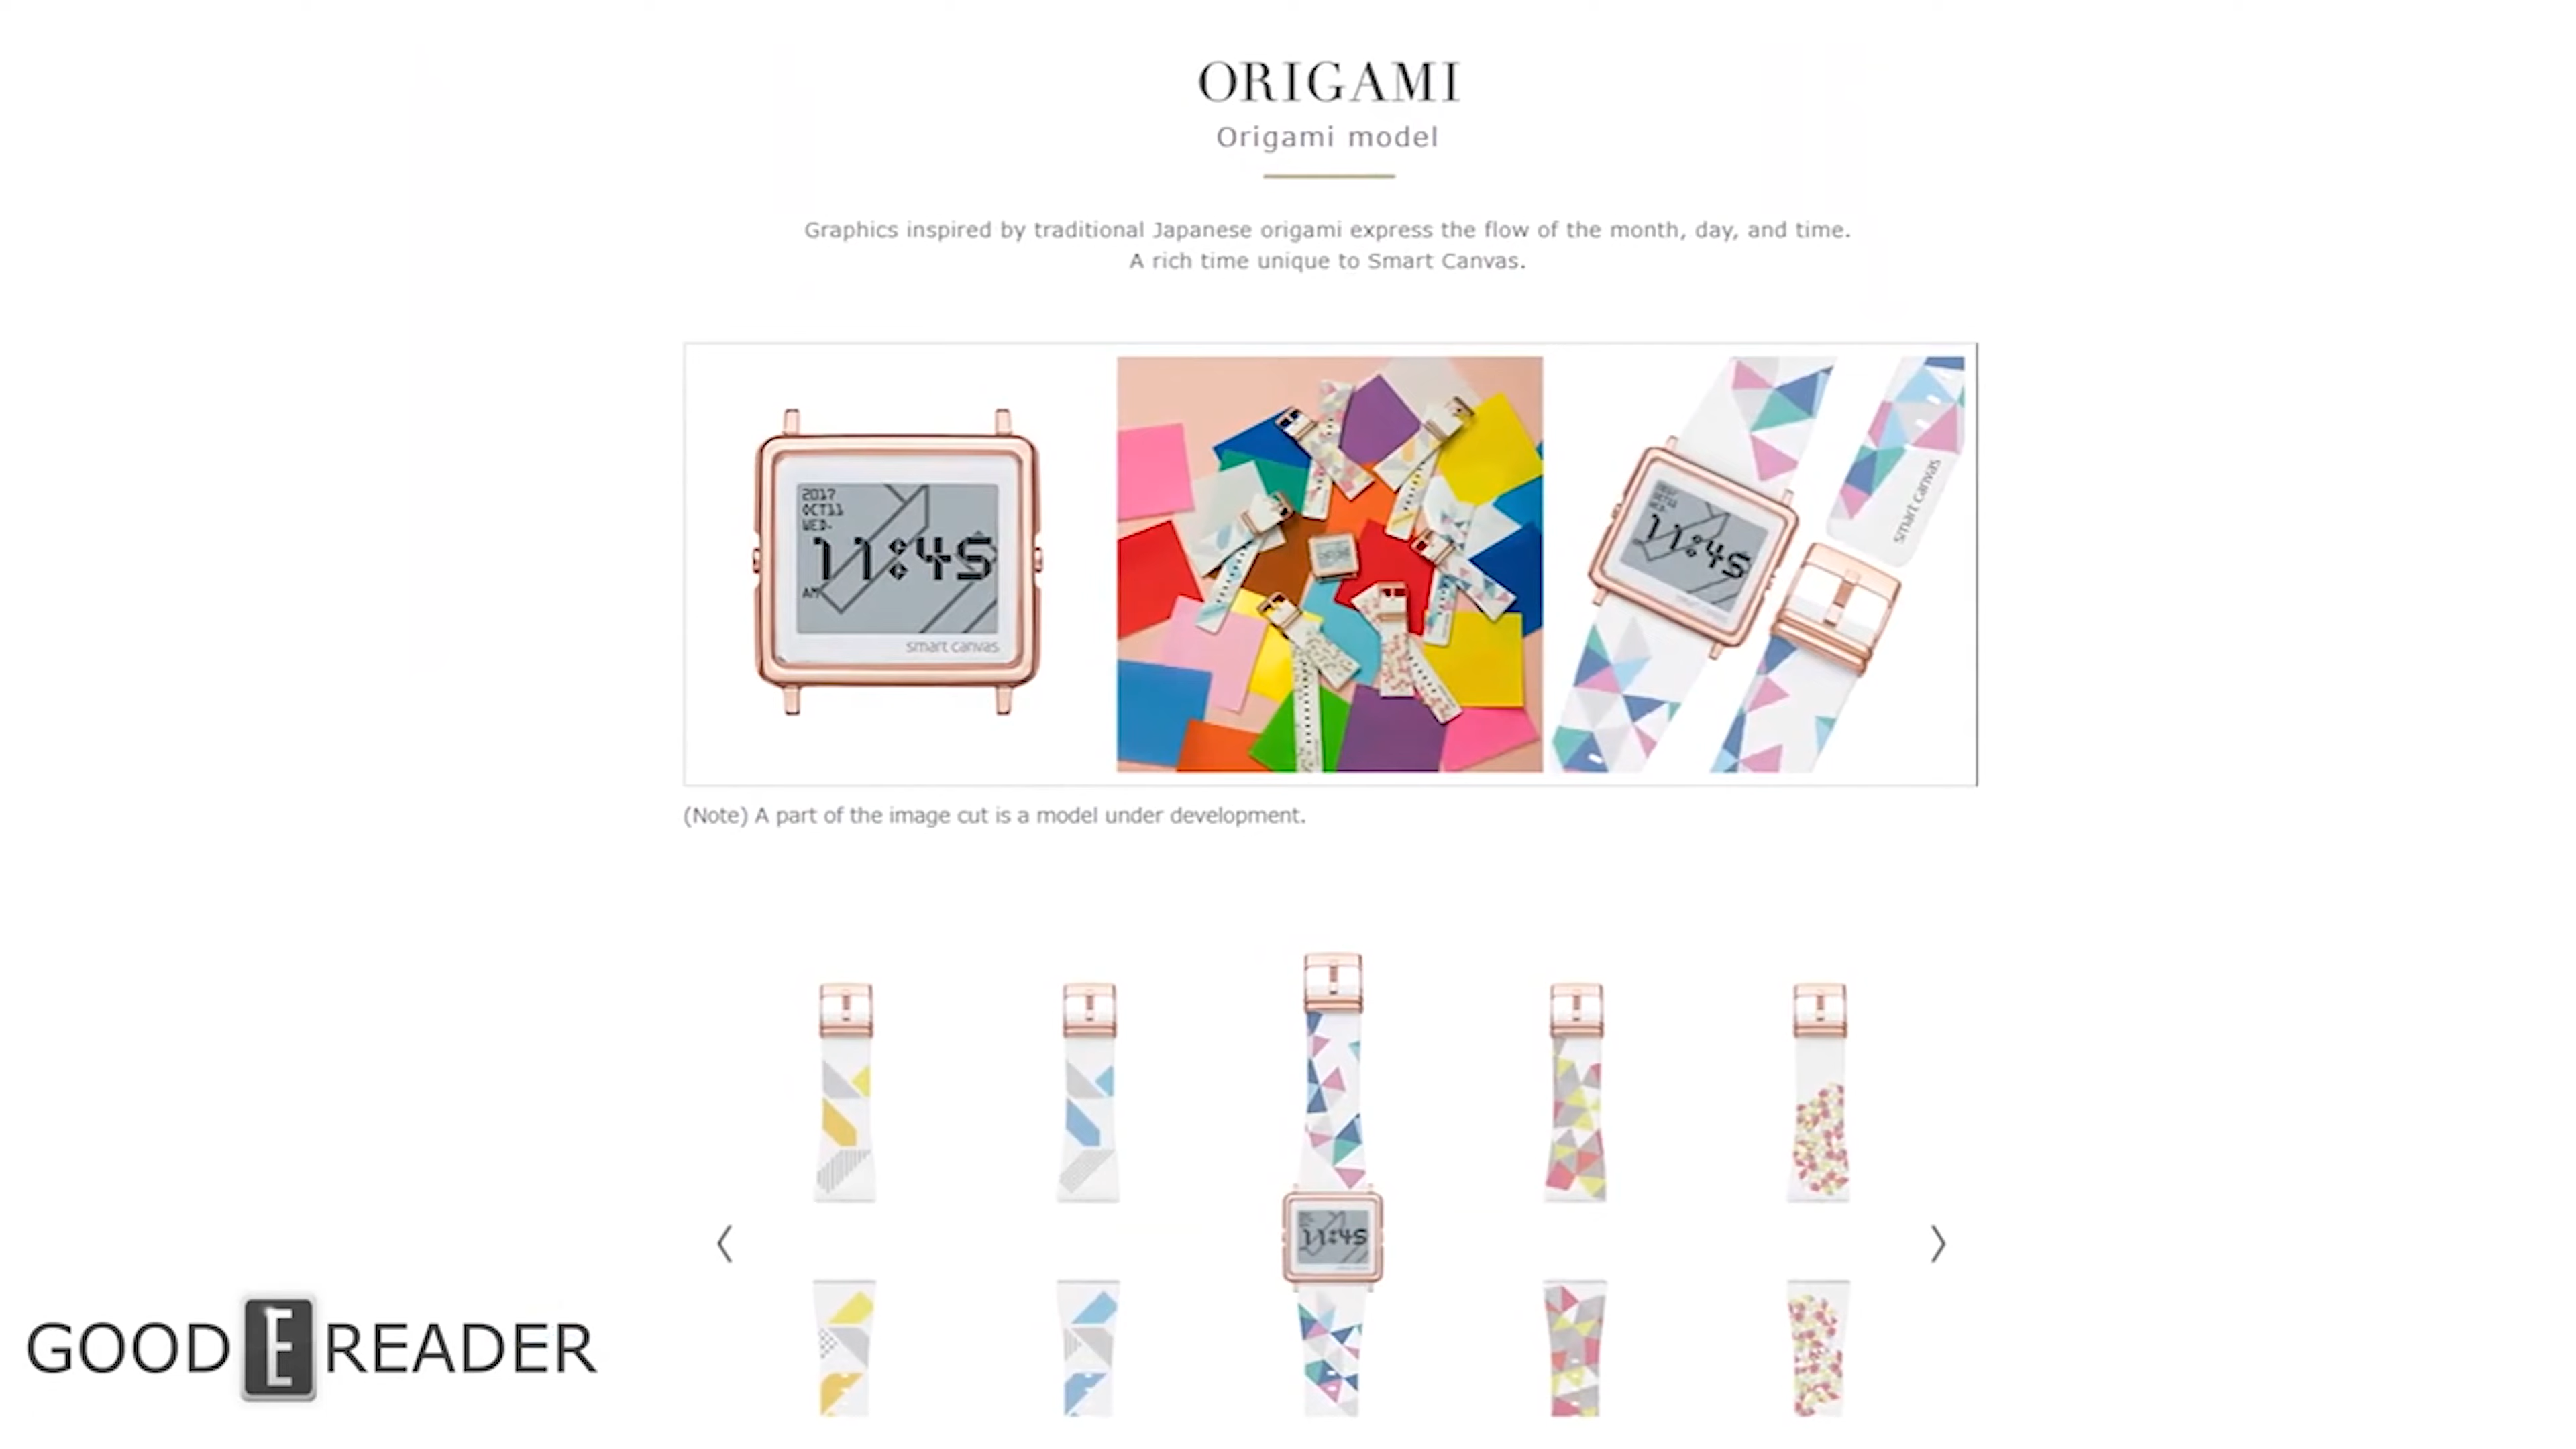 ORIGAMI
Origami model
Graphics inspired by traditional Japanese origami express the flow of the month, day, and time.
A rich time unique to Smart Canvas.
2017
OCT11
WED.
11:45
AM
smart canvas
11:45
smart canvas
(Note) A part of the image cut is a model under development.
11:45
GOOD E READER